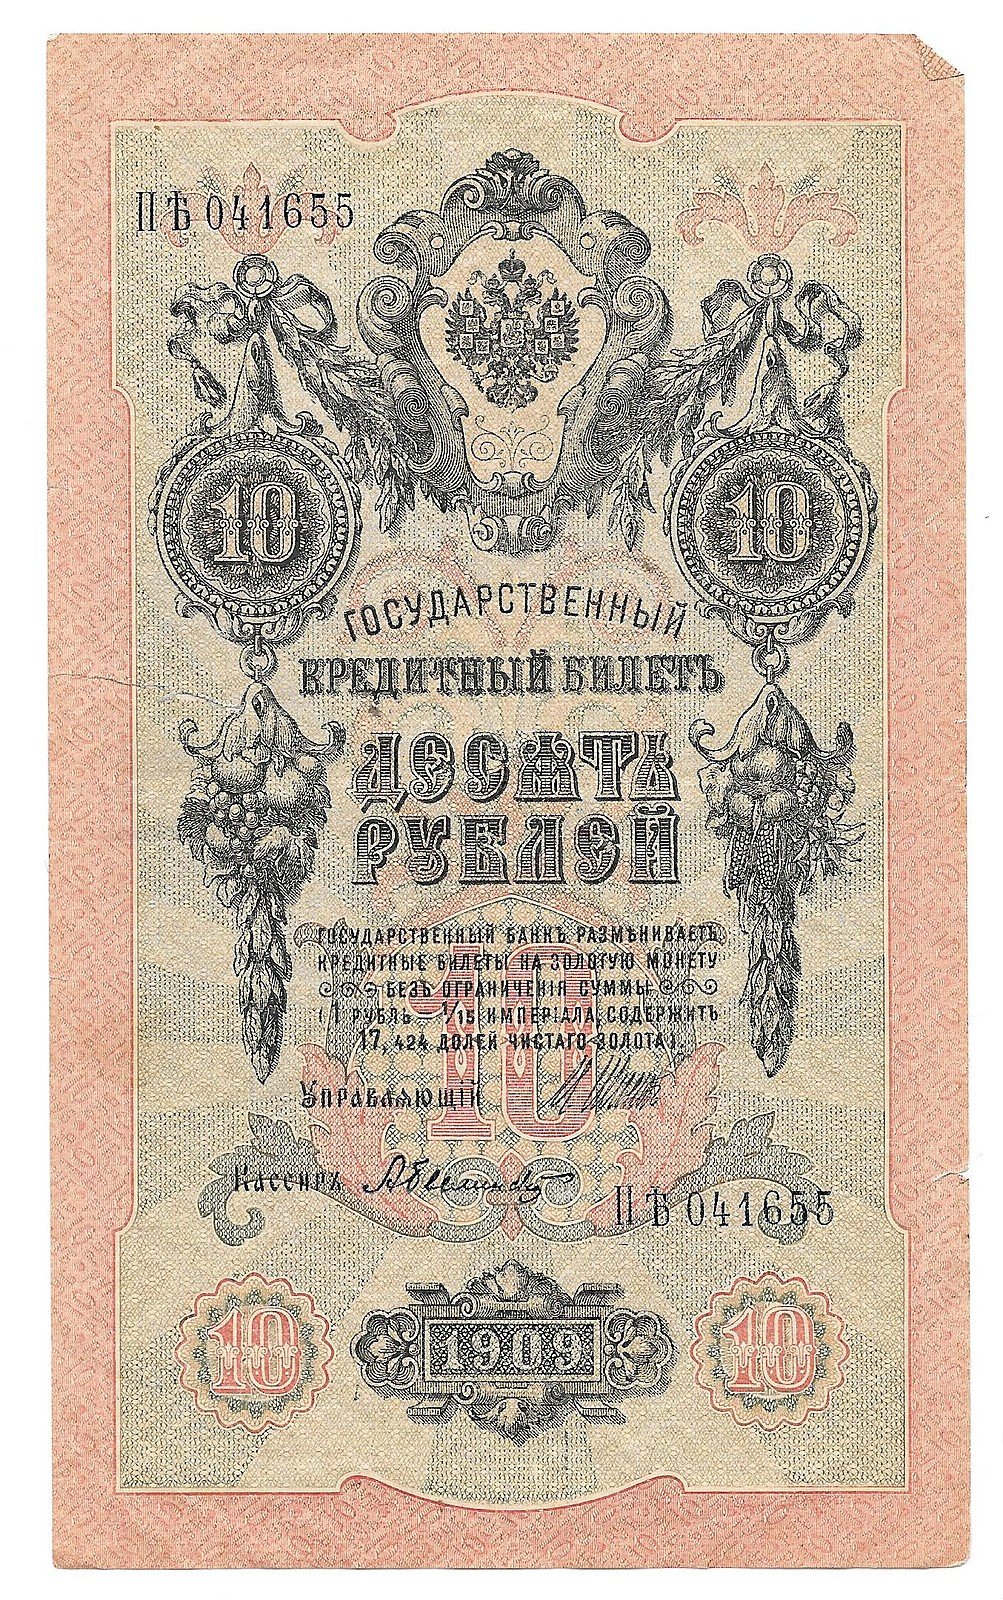 ПѢ 041655
10 10
ГОСУДАРСТВЕННЫЙ
КРЕДИТНЫЙ БИЛЕТЪ
ДЕСЯТЬ
РУБЛЕЙ
ГОСУДАРСТВЕННЫЙ БАНКЪ РАЗМѢНИВАЕТЪ
КРЕДИТНЫЕ БИЛЕТЫ НА ЗОЛОТУЮ МОНЕТУ
БЕЗЪ ОГРАНИЧЕНІЯ СУММЫ
(1 РУБЛЬ = 1/15 ИМПЕРІАЛА, СОДЕРЖИТЪ
17,424 ДОЛЕЙ ЧИСТАГО ЗОЛОТА).
10
Управляющій
Кассиръ
ПѢ 041655
10 1909 10